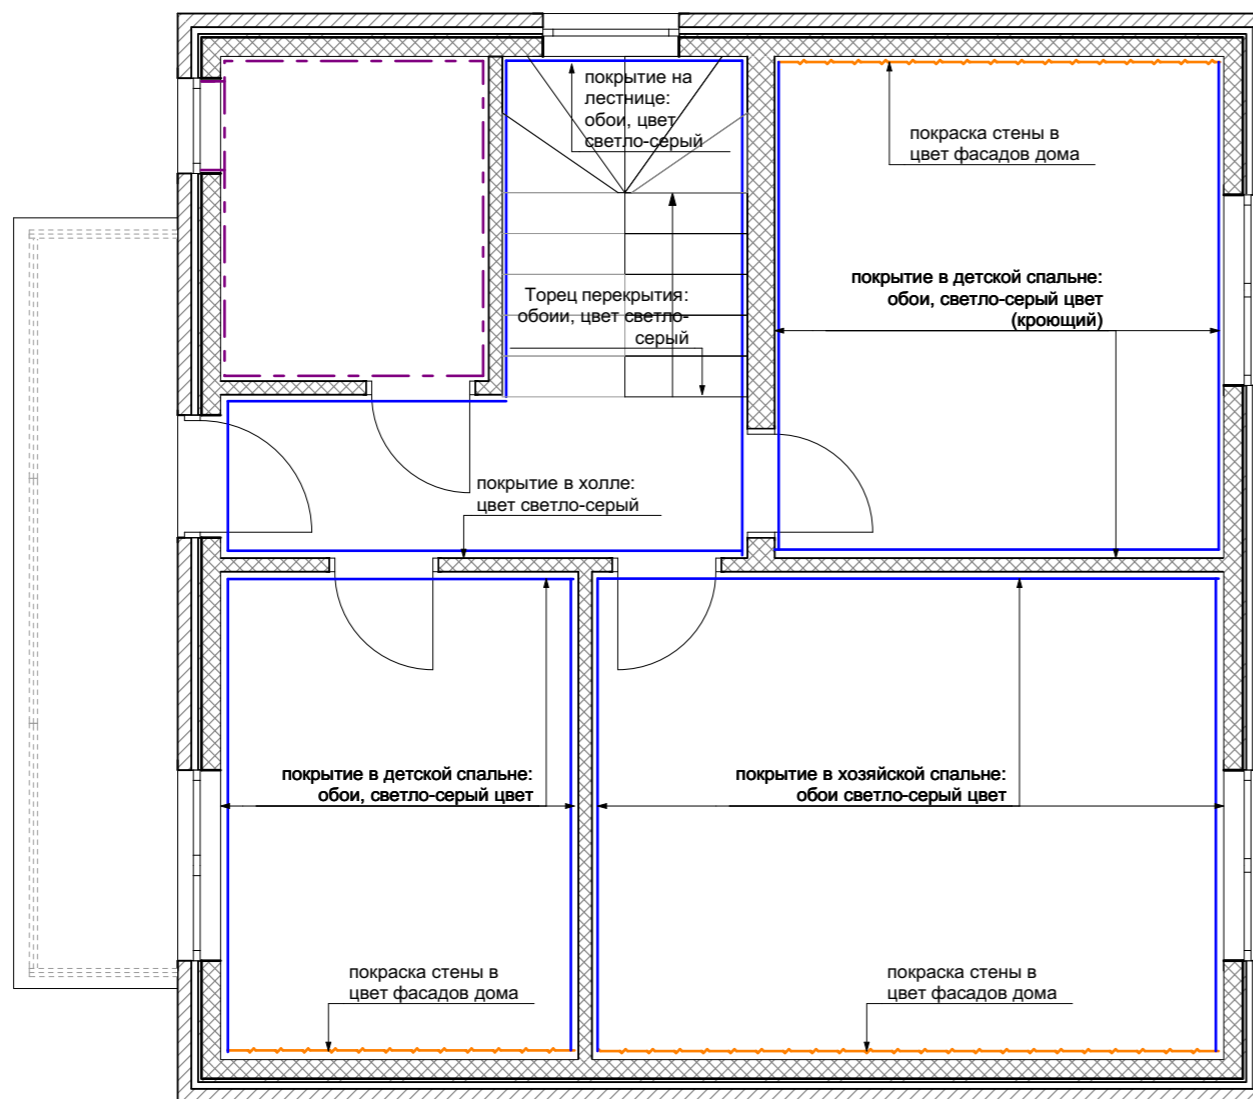 покрытие на
лестнице:
обои, цвет
светло-серый
покраска стены в
цвет фасадов дома
покрытие в детской спальне:
обои, светло-серый цвет
(кроющий)
Торец перекрытия:
обоии, цвет светло-
серый
покрытие в холле:
цвет светло-серый
покрытие в детской спальне:
обои, светло-серый цвет
покрытие в хозяйской спальне:
обои светло-серый цвет
покраска стены в
цвет фасадов дома
покраска стены в
цвет фасадов дома